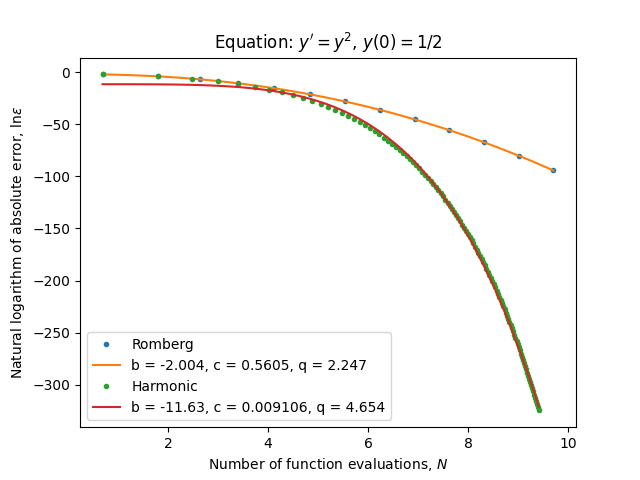 Equation: y′ = y², y(0) = 1/2
Natural logarithm of absolute error, lnε
0
−50
−100
−150
−200
−250
−300
Romberg
b = -2.004, c = 0.5605, q = 2.247
Harmonic
b = -11.63, c = 0.009106, q = 4.654
2 4 6 8 10
Number of function evaluations, N